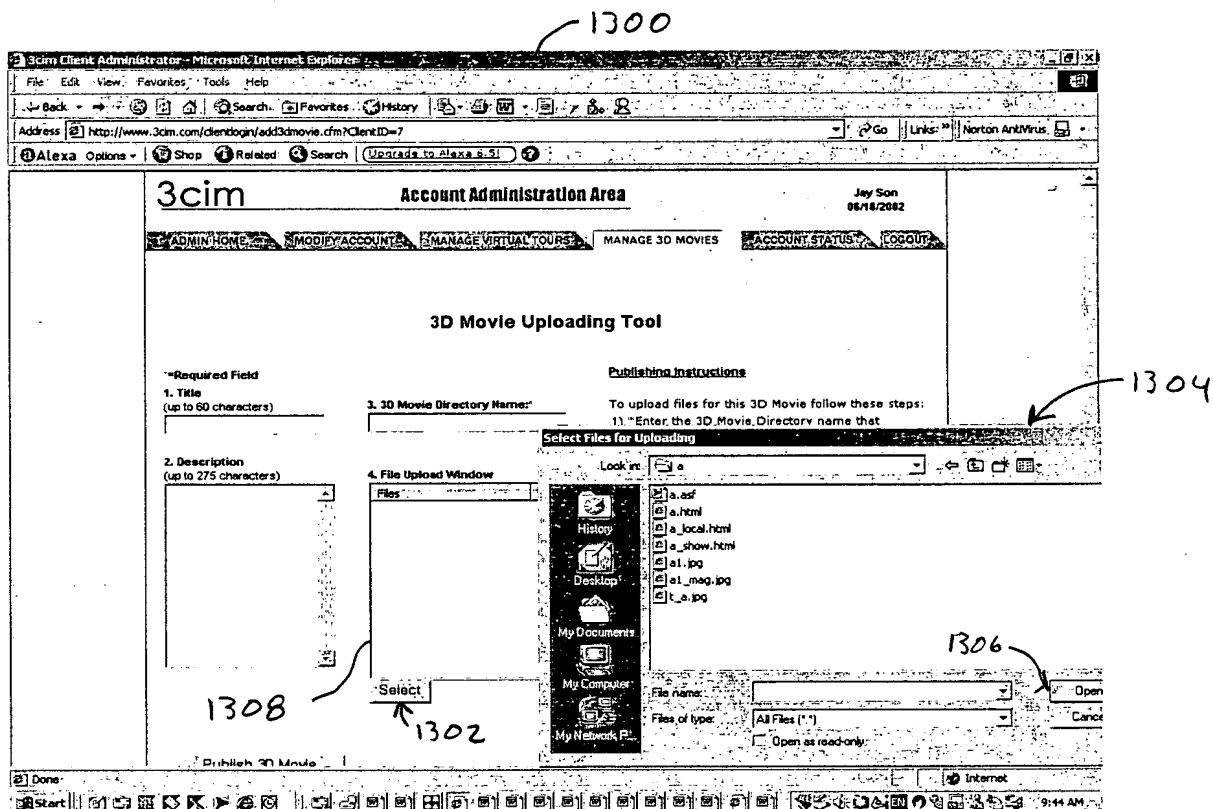 1300
3cim Client Administrator - Microsoft Internet Explorer
File Edit View Favorites Tools Help
Back Search Favorites History
Address http://www.3cim.com/clientlogin/add3dmovie.cfm?ClientID=7 Go Links » Norton AntiVirus
Alexa Options Shop Related Search Upgrade to Alexa 6.5!
3cim Account Administration Area Jay Son
06/18/2002
ADMIN HOME MODIFY ACCOUNT MANAGE VIRTUAL TOURS MANAGE 3D MOVIES ACCOUNT STATUS LOGOUT
3D Movie Uploading Tool
*=Required Field
1. Title
(up to 60 characters)
3. 3D Movie Directory Name:*
Publishing Instructions
To upload files for this 3D Movie follow these steps:
1). *Enter the 3D Movie Directory name that
1304
2. Description
(up to 275 characters)
4. File Upload Window
Files
Select
Select Files for Uploading
Look in: a
History
Desktop
My Documents
My Computer
My Network P...
a.asf
a.html
a_local.html
a_show.html
a1.jpg
a1_mag.jpg
t_a.jpg
1306
File name: Open
Files of type: All Files (*.*) Cance
Open as read-only
1308
1302
Publish 3D Movie
Done Internet
Start EN 9:44 AM